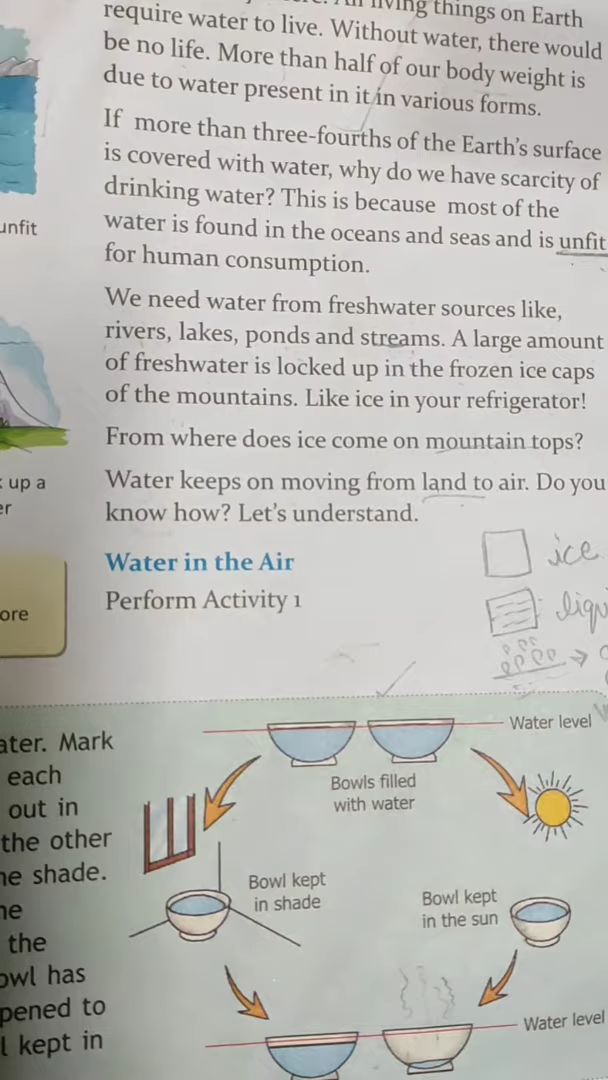 living things on Earth
require water to live. Without water, there would
be no life. More than half of our body weight is
due to water present in it in various forms.
If more than three-fourths of the Earth's surface
is covered with water, why do we have scarcity of
drinking water? This is because most of the
water is found in the oceans and seas and is unfit
for human consumption.
We need water from freshwater sources like,
rivers, lakes, ponds and streams. A large amount
of freshwater is locked up in the frozen ice caps
of the mountains. Like ice in your refrigerator!
From where does ice come on mountain tops?
Water keeps on moving from land to air. Do you
know how? Let's understand.
Water in the Air
Perform Activity 1
unfit
up a
ice
Water level
Bowls filled
with water
Bowl kept
in shade
Bowl kept
in the sun
Water level
Mark
each
out in
the other
shade.
the
has
to
kept in